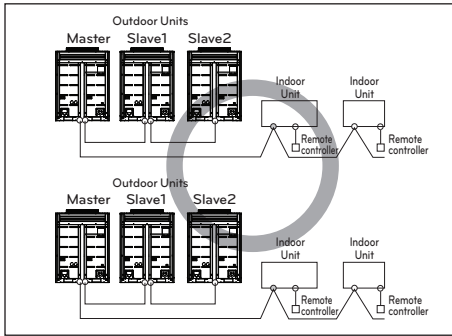 Outdoor Units
Master Slave1 Slave2
Indoor
Unit
Indoor
Unit
Remote
controller
Remote
controller
Outdoor Units
Master Slave1 Slave2
Indoor
Unit
Indoor
Unit
Remote
controller
Remote
controller